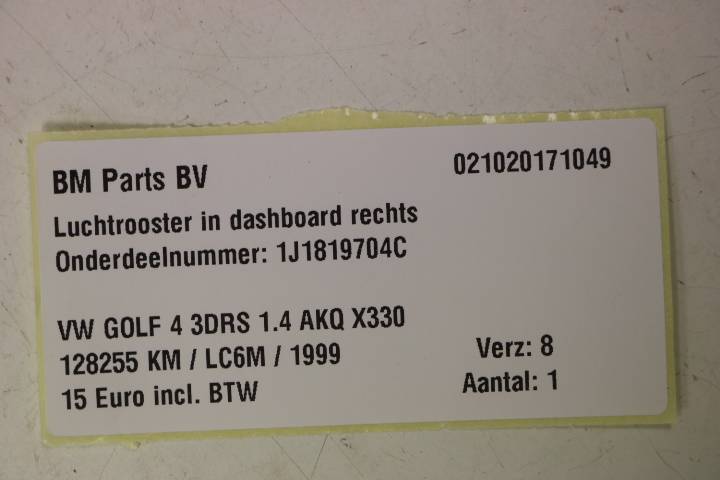 BM Parts BV
021020171049
Luchtrooster in dashboard rechts
Onderdeelnummer: 1J1819704C
VW GOLF 4 3DRS 1.4 AKQ X330
128255 KM / LC6M / 1999
15 Euro incl. BTW
Verz: 8
Aantal: 1